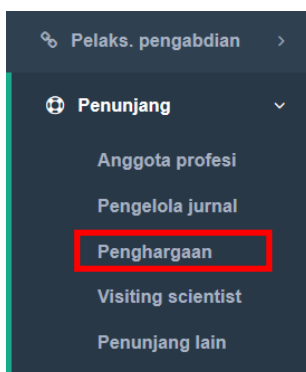 Pelaks. pengabdian
Penunjang
Anggota profesi
Pengelola jurnal
Penghargaan
Visiting scientist
Penunjang lain